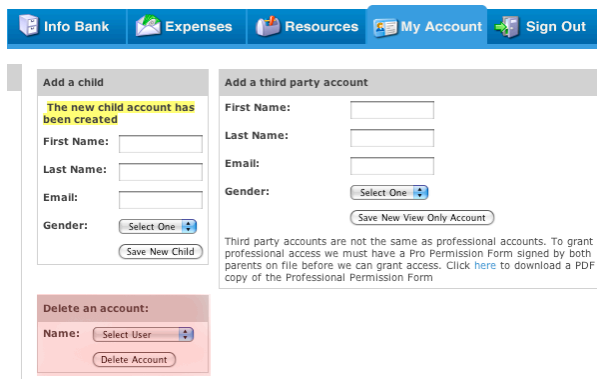 Info Bank
Expenses
Resources
My Account
Sign Out
Add a child
The new child account has
been created
First Name:
Last Name:
Email:
Gender:
Select One
Save New Child
Add a third party account
First Name:
Last Name:
Email:
Gender:
Select One
Save New View Only Account
Third party accounts are not the same as professional accounts. To grant
professional access we must have a Pro Permission Form signed by both
parents on file before we can grant access. Click here to download a PDF
copy of the Professional Permission Form
Delete an account:
Name:
Select User
Delete Account